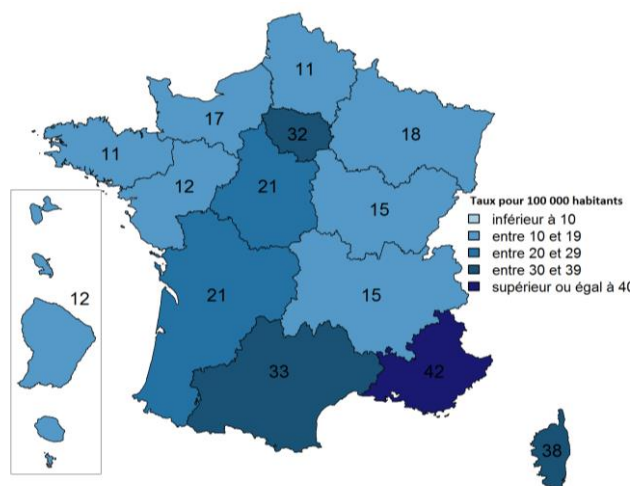 11
17
32
18
11
12
21
15
Taux pour 100 000 habitants
inférieur à 10
entre 10 et 19
entre 20 et 29
entre 30 et 39
supérieur ou égal à 40
12
21
15
33
42
38